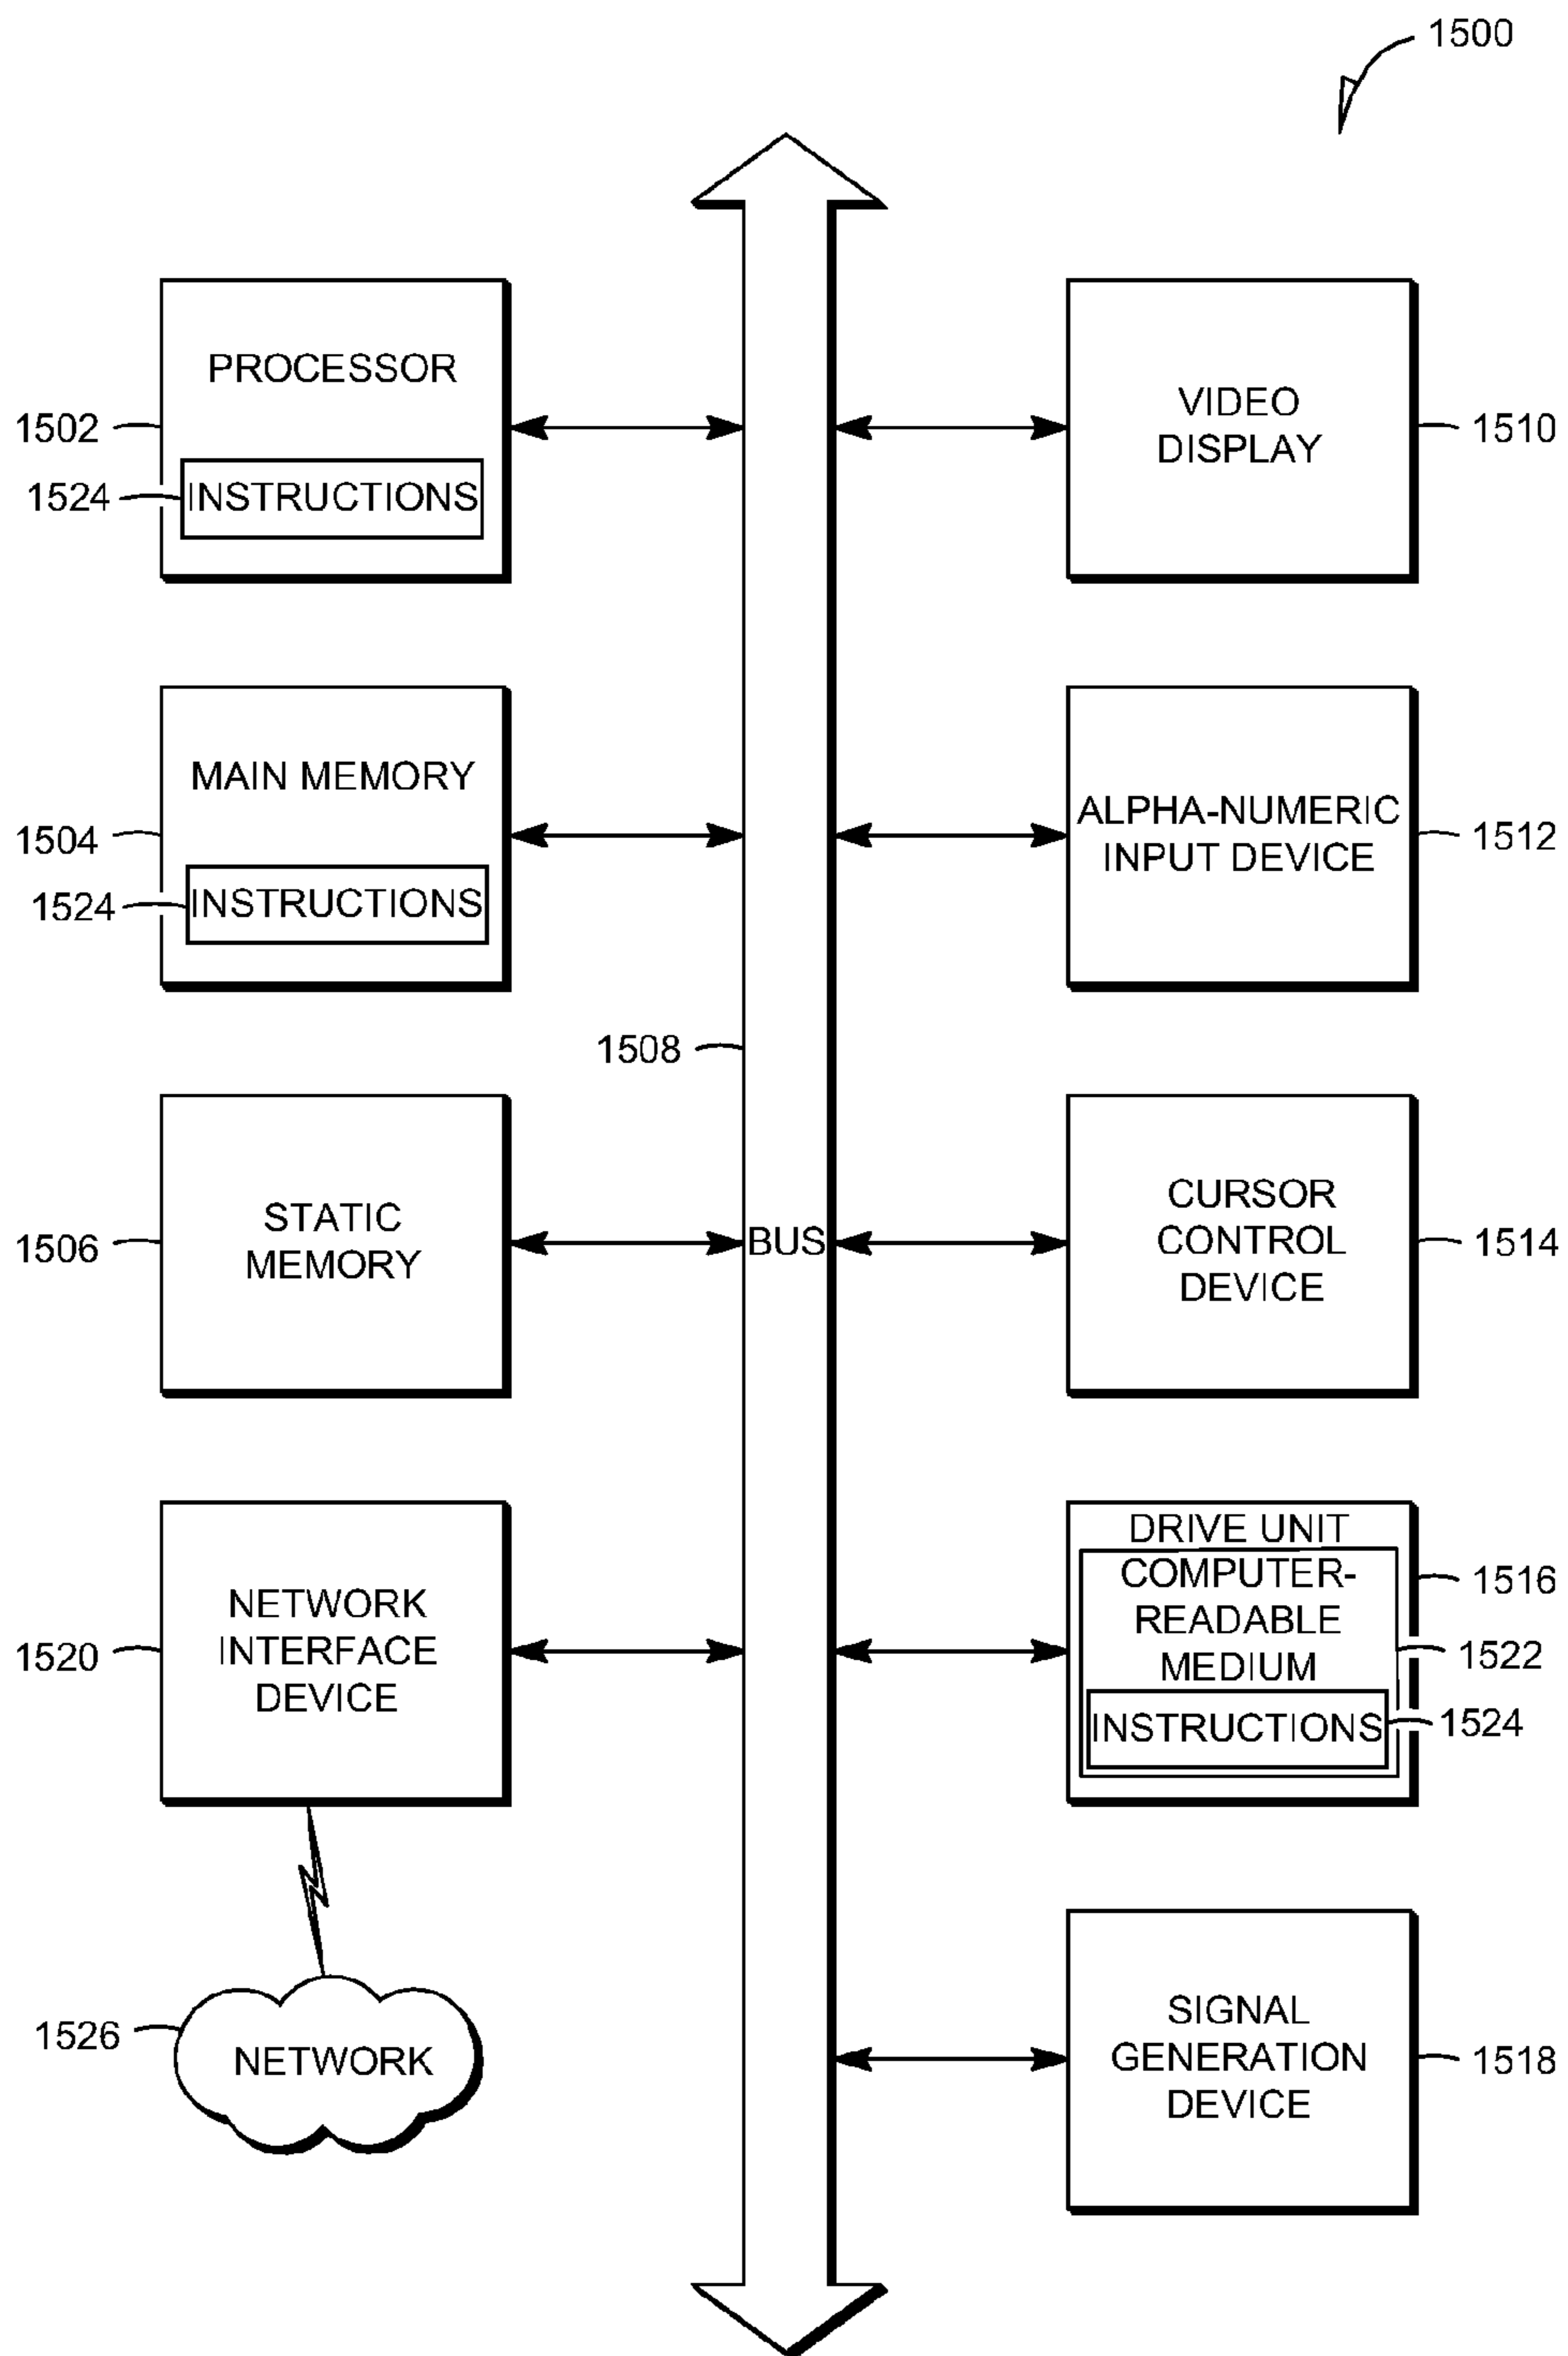 1500
PROCESSOR
1502
1524
INSTRUCTIONS
VIDEO
DISPLAY
1510
MAIN MEMORY
1504
1524
INSTRUCTIONS
ALPHA-NUMERIC
INPUT DEVICE
1512
1508
STATIC
MEMORY
1506
BUS
CURSOR
CONTROL
DEVICE
1514
NETWORK
INTERFACE
DEVICE
1520
DRIVE UNIT
COMPUTER-
READABLE
MEDIUM
INSTRUCTIONS
1516
1522
1524
1526
NETWORK
SIGNAL
GENERATION
DEVICE
1518